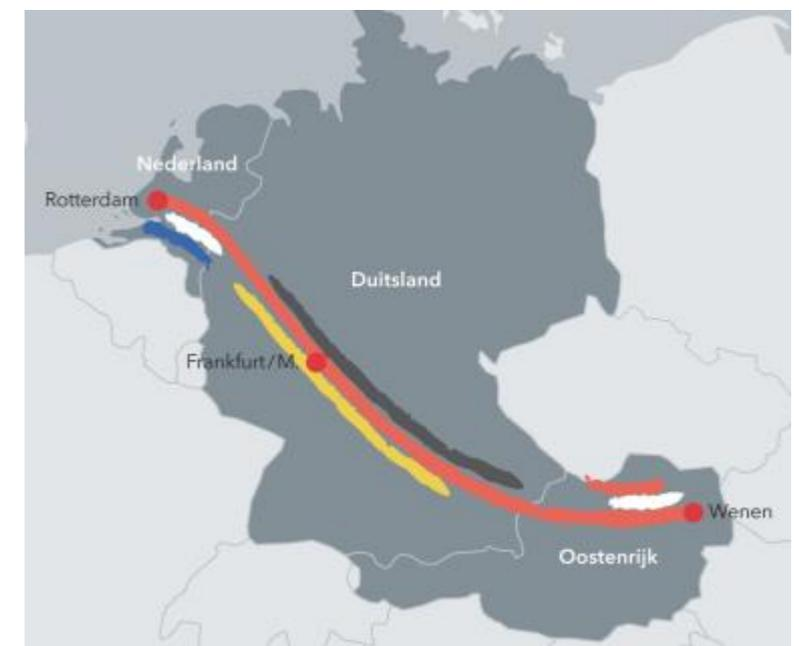 Nederland
Rotterdam
Duitsland
Frankfurt/M.
Wenen
Oostenrijk